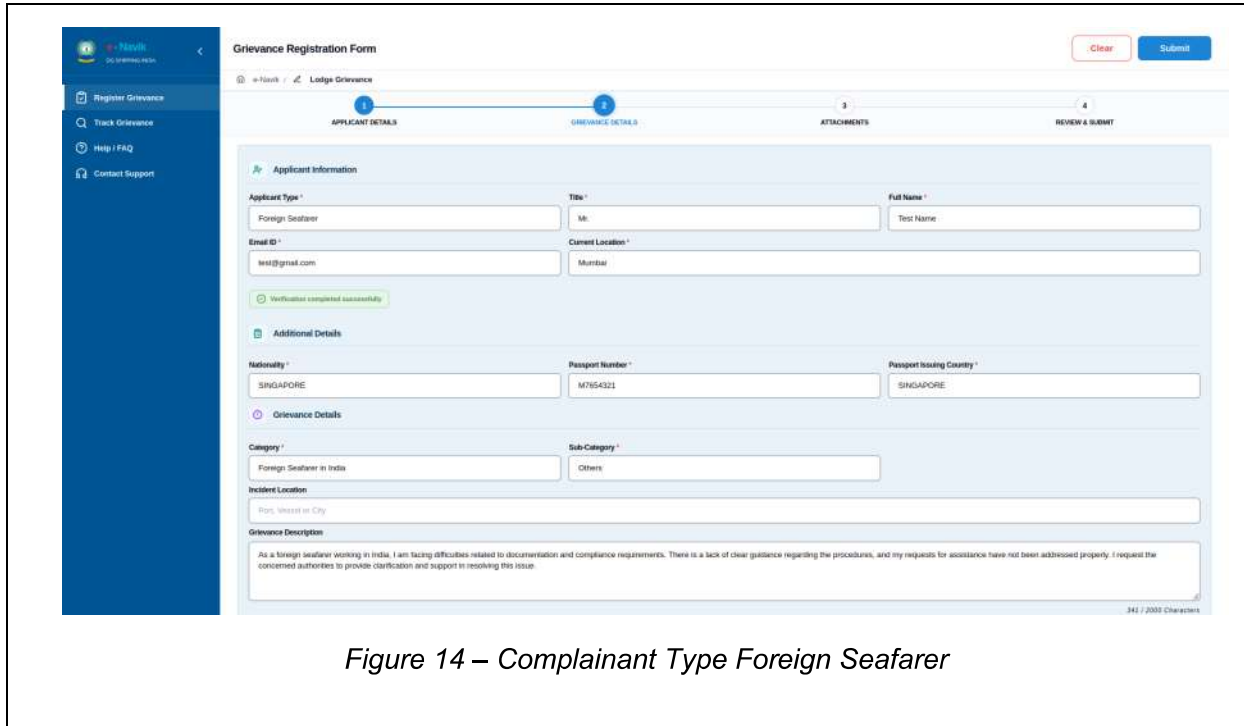 e-Navik
DG SHIPPING INDIA
Register Grievance
Track Grievance
Help / FAQ
Contact Support
Grievance Registration Form
Clear
Submit
e-Navik / Lodge Grievance
1
2
3
4
APPLICANT DETAILS
GRIEVANCE DETAILS
ATTACHMENTS
REVIEW & SUBMIT
Applicant Information
Applicant Type *
Title *
Full Name *
Foreign Seafarer
Mr.
Test Name
Email ID *
Current Location *
test@gmail.com
Mumbai
Verification completed successfully
Additional Details
Nationality *
Passport Number *
Passport Issuing Country *
SINGAPORE
M7654321
SINGAPORE
Grievance Details
Category *
Sub-Category *
Foreign Seafarer in India
Others
Incident Location
Port, Vessel or City
Grievance Description
As a foreign seafarer working in India, I am facing difficulties related to documentation and compliance requirements. There is a lack of clear guidance regarding the procedures, and my requests for assistance have not been addressed properly. I request the
concerned authorities to provide clarification and support in resolving this issue.
341 / 2000 Characters
Figure 14 – Complainant Type Foreign Seafarer